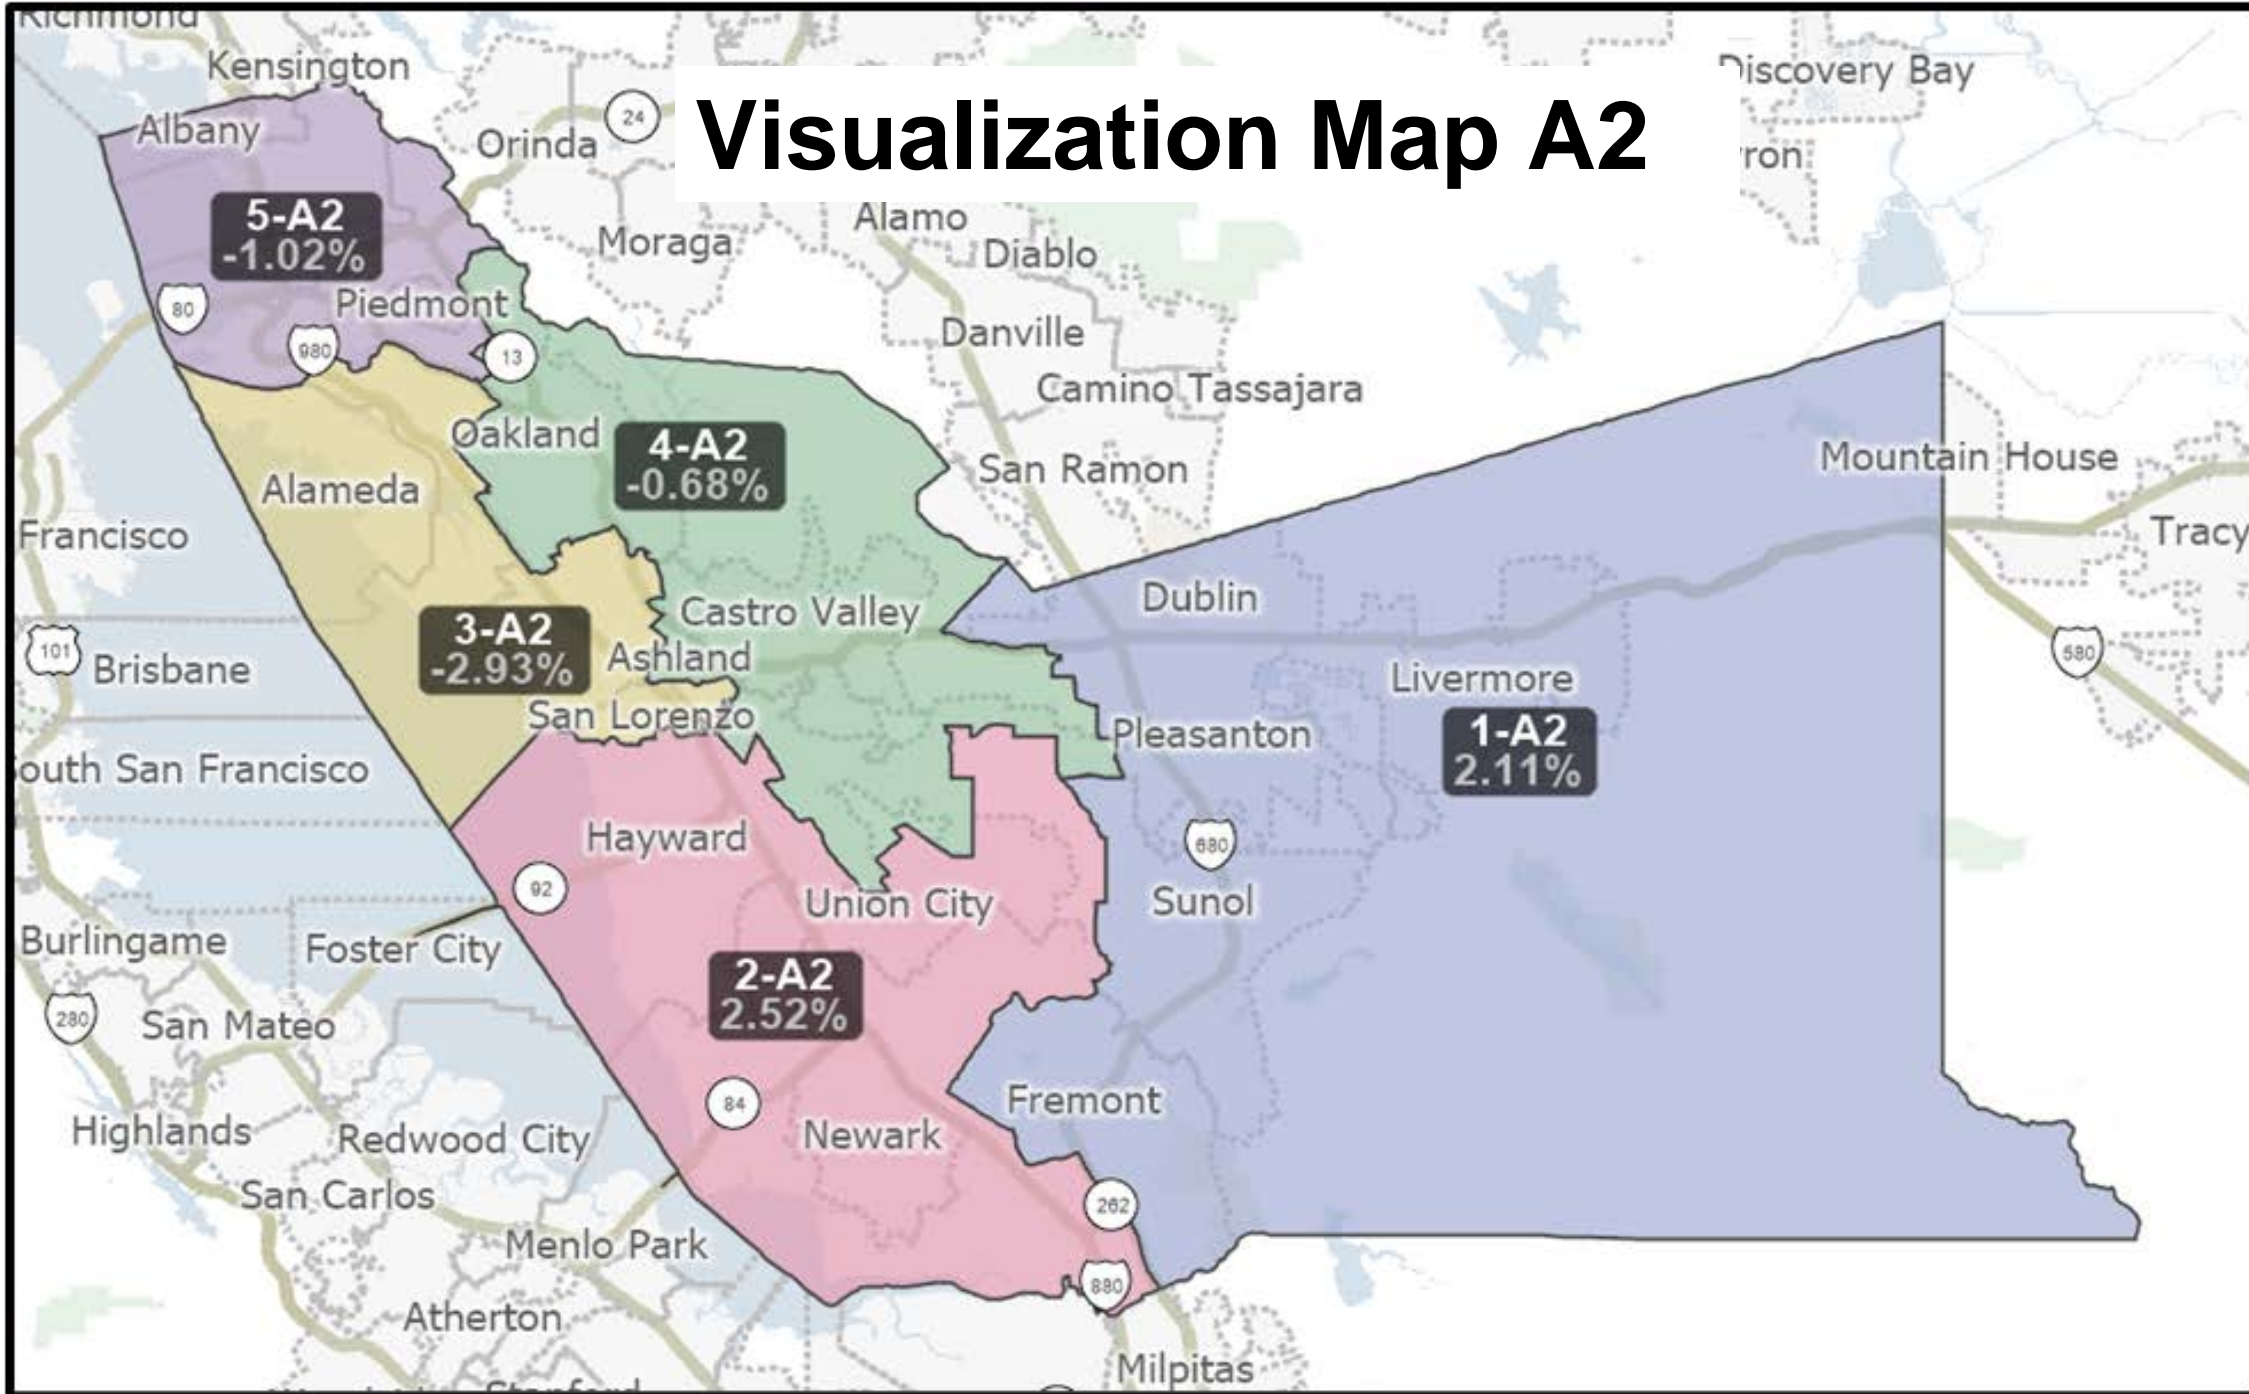 Richmond
Kensington
Discovery Bay
Albany
24
Orinda
Visualization Map A2
5-A2
-1.02%
Alamo
Moraga
Diablo
80
Piedmont
Danville
980
13
Camino Tassajara
Oakland
4-A2
-0.68%
San Ramon
Mountain House
Alameda
Francisco
Tracy
Dublin
Castro Valley
3-A2
-2.93%
101
Brisbane
Ashland
580
Livermore
San Lorenzo
Pleasanton
1-A2
2.11%
South San Francisco
Hayward
680
92
Union City
Sunol
Burlingame
Foster City
2-A2
2.52%
280
San Mateo
84
Fremont
Highlands
Redwood City
Newark
San Carlos
262
Menlo Park
880
Atherton
Milpitas
Stanford